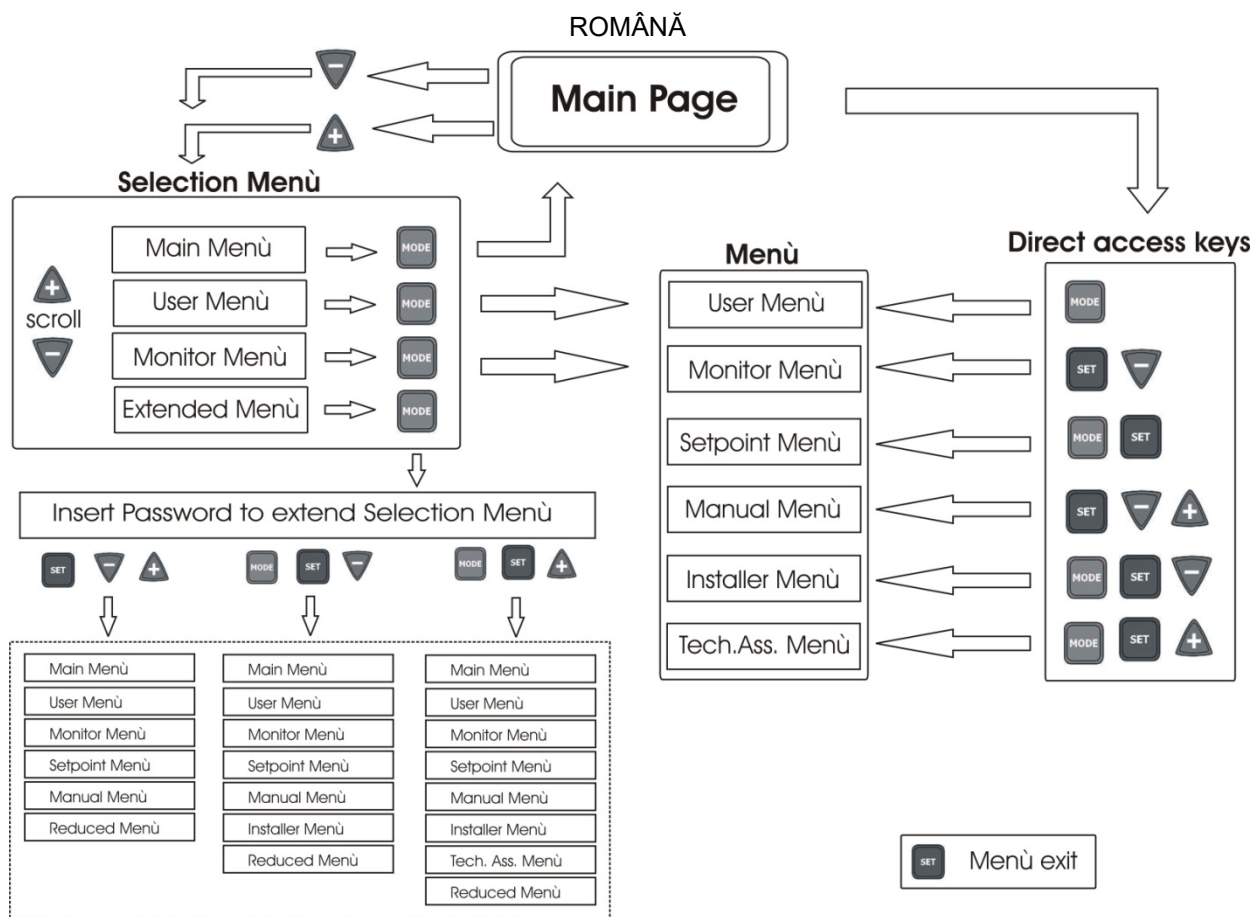 ROMÂNĂ
Main Page
−
+
Selection Menù
Main Menù
MODE
User Menù
MODE
Monitor Menù
MODE
Extended Menù
MODE
+
scroll
−
Insert Password to extend Selection Menù
SET − +
MODE SET −
MODE SET +
Main Menù
User Menù
Monitor Menù
Setpoint Menù
Manual Menù
Reduced Menù
Main Menù
User Menù
Monitor Menù
Setpoint Menù
Manual Menù
Installer Menù
Reduced Menù
Main Menù
User Menù
Monitor Menù
Setpoint Menù
Manual Menù
Installer Menù
Tech. Ass. Menù
Reduced Menù
Menù
User Menù
Monitor Menù
Setpoint Menù
Manual Menù
Installer Menù
Tech.Ass. Menù
Direct access keys
MODE
SET −
MODE SET
SET − +
MODE SET −
MODE SET +
SET Menù exit